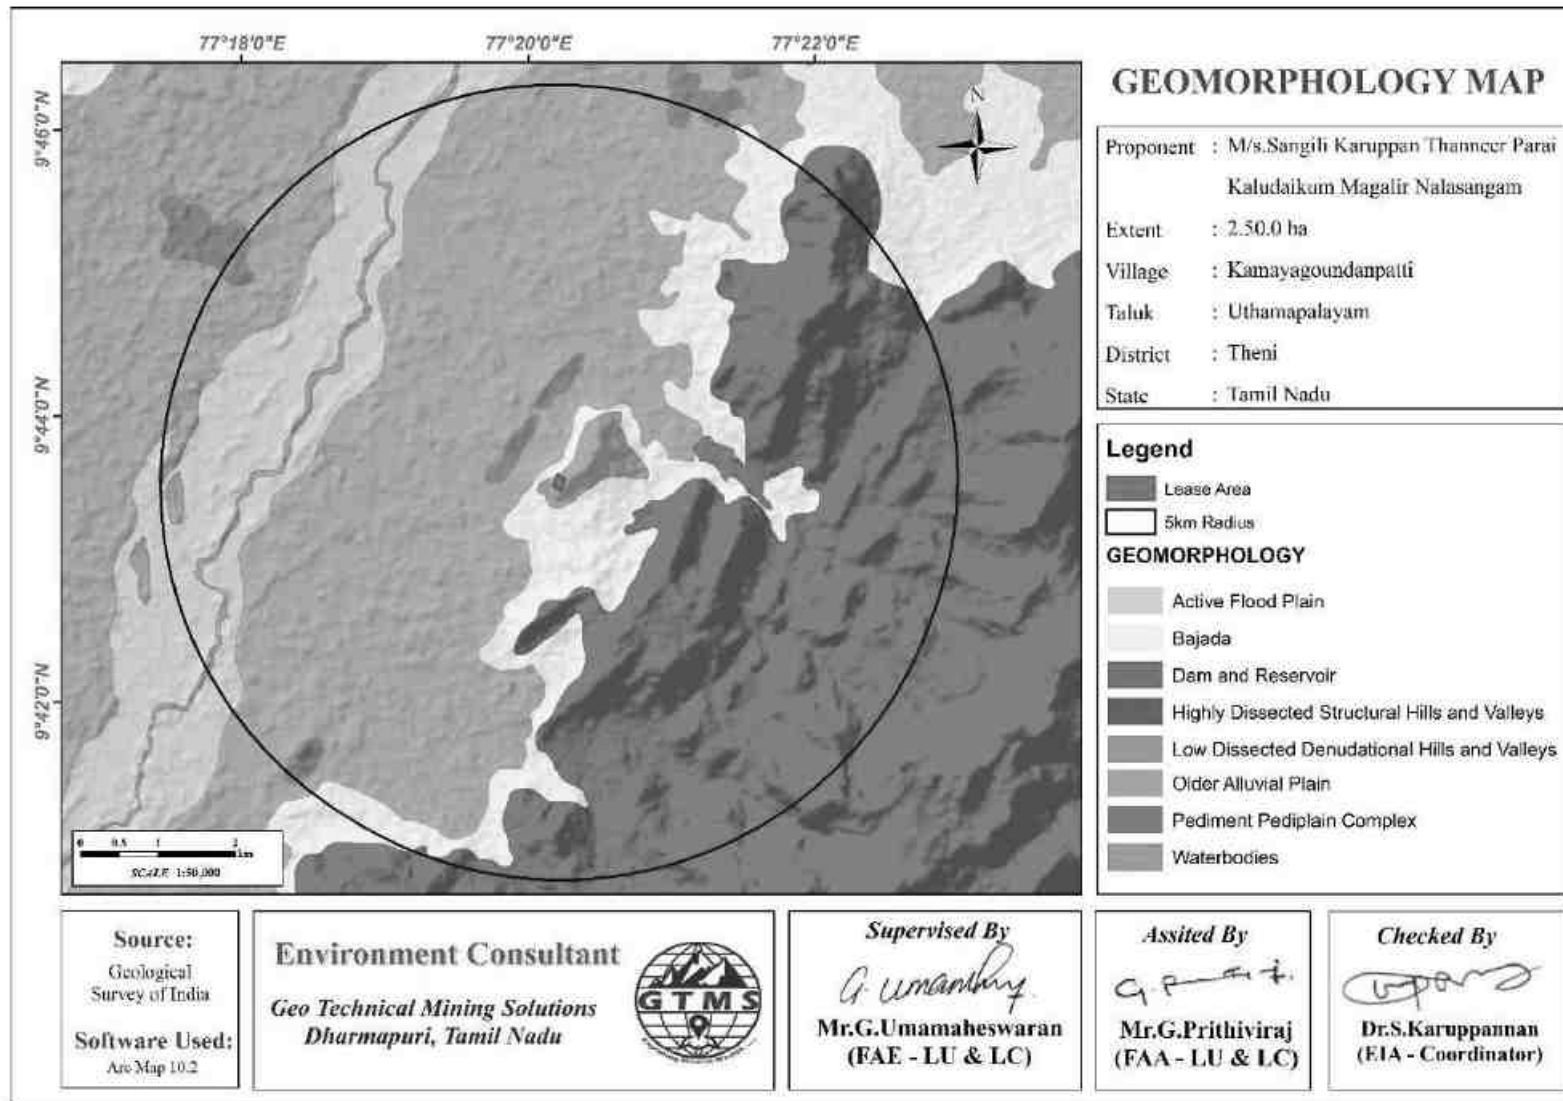 77°18'0"E
77°20'0"E
77°22'0"E
9°46'0"N
9°44'0"N
9°42'0"N
N
0 0.5 1 2
km
SCALE 1:50,000
GEOMORPHOLOGY MAP
Proponent : M/s.Sangili Karuppan Thanneer Parai
Kaludaikum Magalir Nalasangam
Extent : 2.50.0 ha
Village : Kamayagoundanpatti
Taluk : Uthamapalayam
District : Theni
State : Tamil Nadu
Legend
Lease Area
5km Radius
GEOMORPHOLOGY
Active Flood Plain
Bajada
Dam and Reservoir
Highly Dissected Structural Hills and Valleys
Low Dissected Denudational Hills and Valleys
Older Alluvial Plain
Pediment Pediplain Complex
Waterbodies
Source:
Geological
Survey of India
Software Used:
Arc Map 10.2
Environment Consultant
Geo Technical Mining Solutions
Dharmapuri, Tamil Nadu
GTMS
Supervised By
Mr.G.Umamaheswaran
(FAE - LU & LC)
Assited By
Mr.G.Prithiviraj
(FAA - LU & LC)
Checked By
Dr.S.Karuppannan
(EIA - Coordinator)